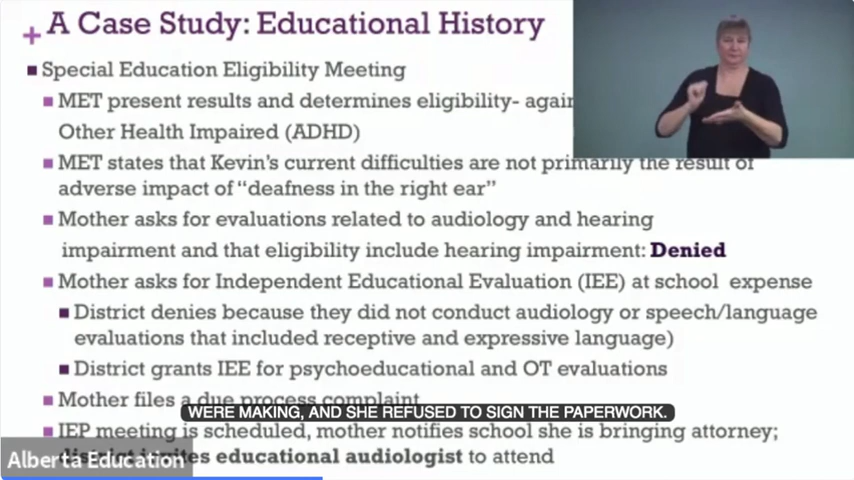 + A Case Study: Educational History
Special Education Eligibility Meeting
MET present results and determines eligibility- again
Other Health Impaired (ADHD)
MET states that Kevin's current difficulties are not primarily the result of
adverse impact of "deafness in the right ear"
Mother asks for evaluations related to audiology and hearing
impairment and that eligibility include hearing impairment: Denied
Mother asks for Independent Educational Evaluation (IEE) at school expense
District denies because they did not conduct audiology or speech/language
evaluations that included receptive and expressive language)
District grants IEE for psychoeducational and OT evaluations
Mother files a due process complaint
WERE MAKING, AND SHE REFUSED TO SIGN THE PAPERWORK.
IEP meeting is scheduled, mother notifies school she is bringing attorney;
educational audiologist to attend
Alberta Education